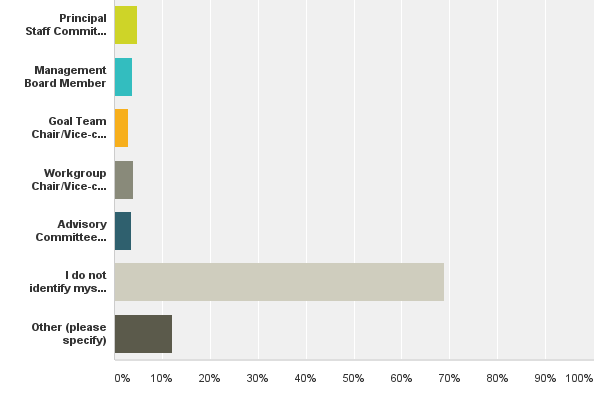 Principal
Staff Commit...
Management
Board Member
Goal Team
Chair/Vice-c...
Workgroup
Chair/Vice-c...
Advisory
Committee...
I do not
identify mys...
Other (please
specify)
0% 10% 20% 30% 40% 50% 60% 70% 80% 90% 100%